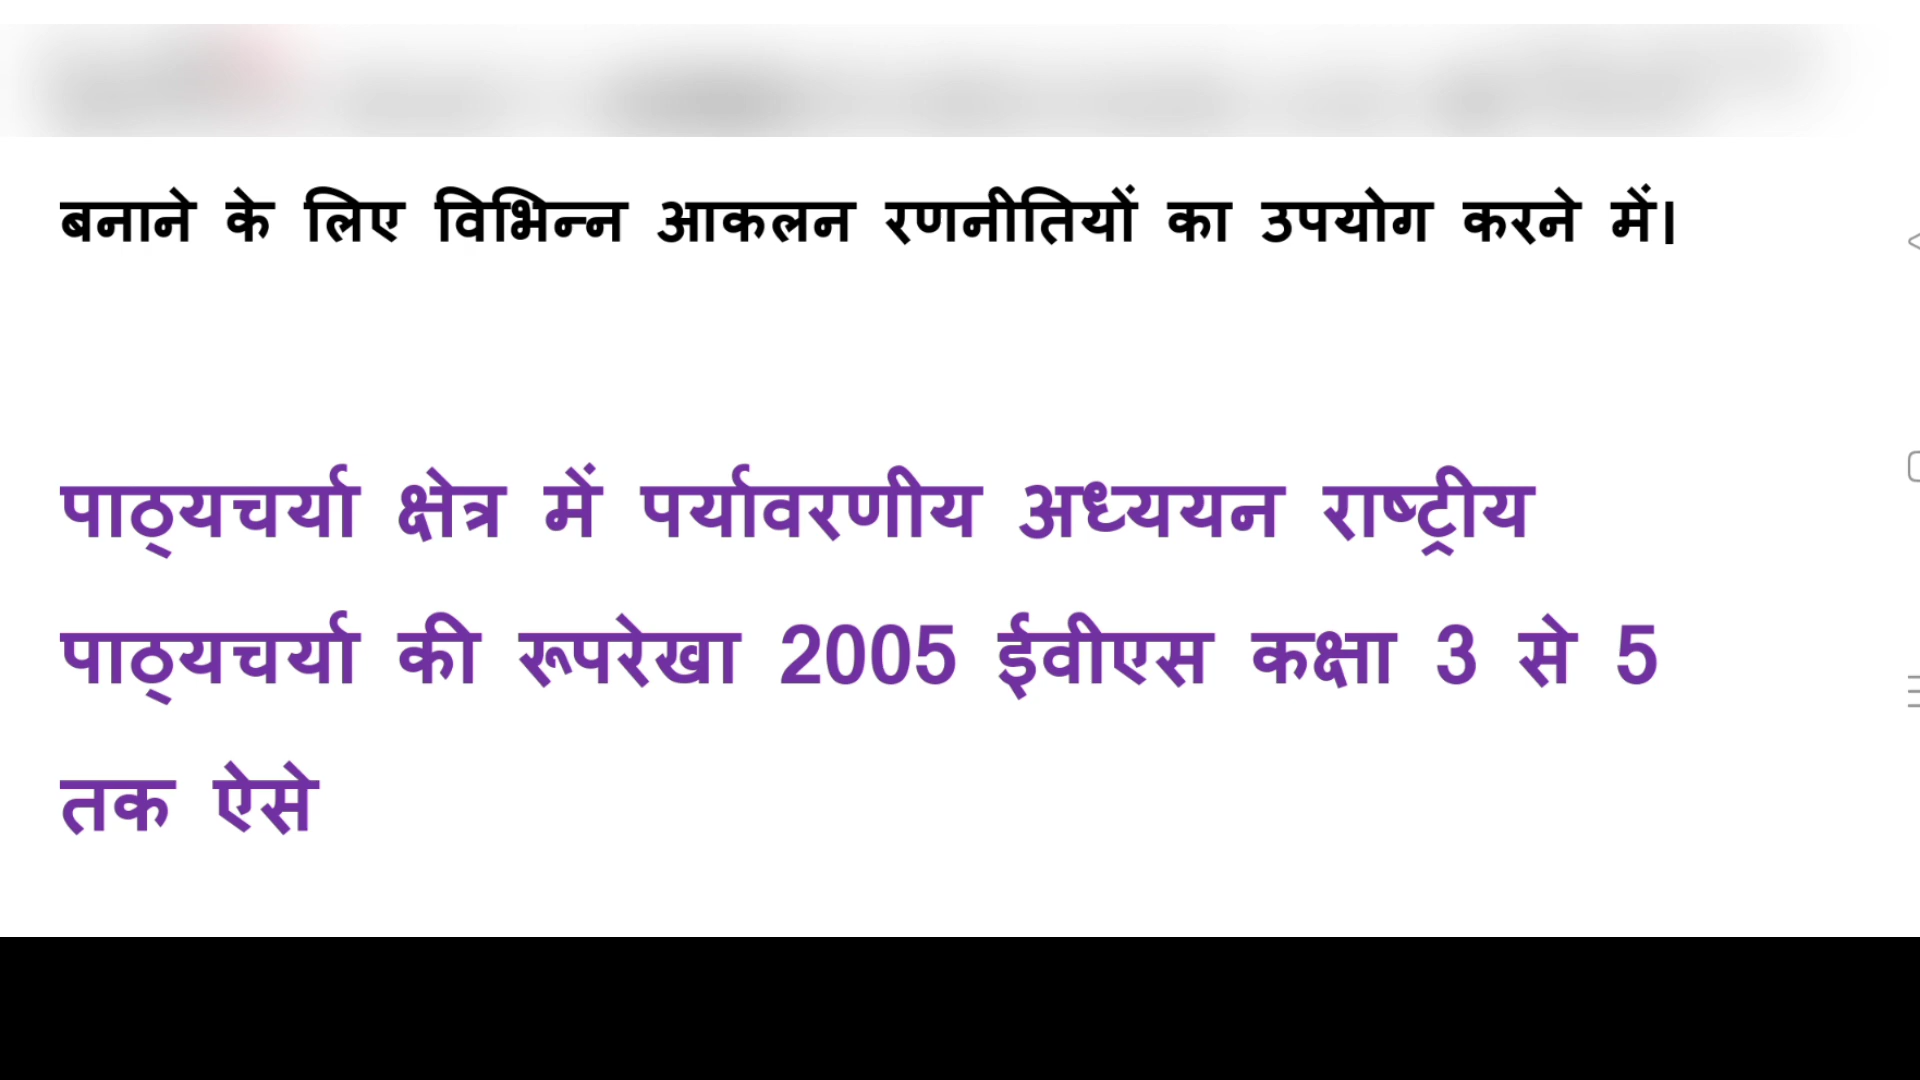 बनाने के लिए विभिन्न आकलन रणनीतियों का उपयोग करने में।
पाठ्यचर्या क्षेत्र में पर्यावरणीय अध्ययन राष्ट्रीय
पाठ्यचर्या की रूपरेखा 2005 ईवीएस कक्षा 3 से 5
तक ऐसे